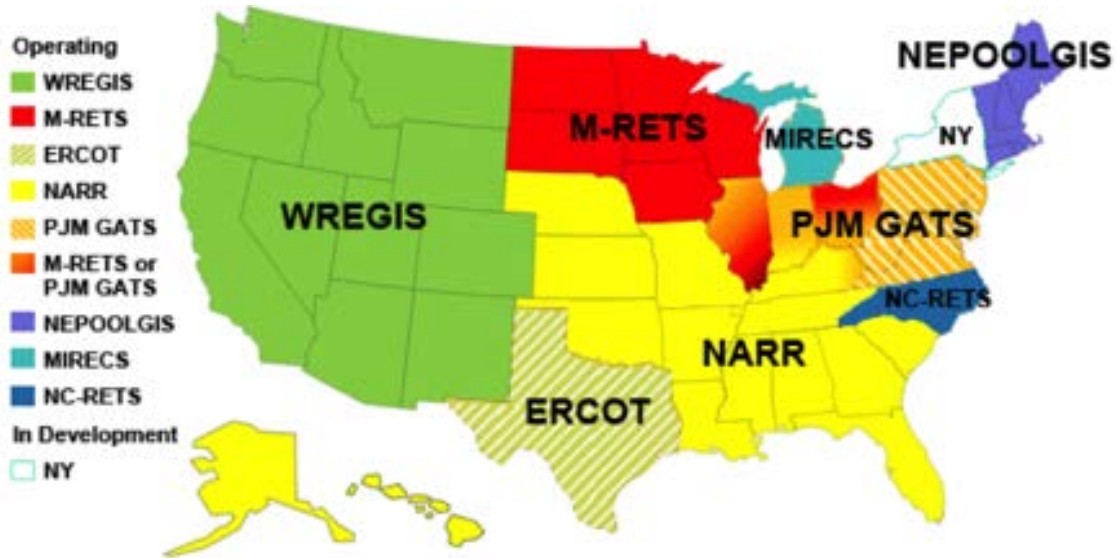 Operating
WREGIS
M-RETS
ERCOT
NARR
PJM GATS
M-RETS or
PJM GATS
NEPOOLGIS
MIRECS
NC-RETS
In Development
NY
NEPOOLGIS
M-RETS
MIRECS
NY
WREGIS
PJM GATS
NC-RETS
NARR
ERCOT